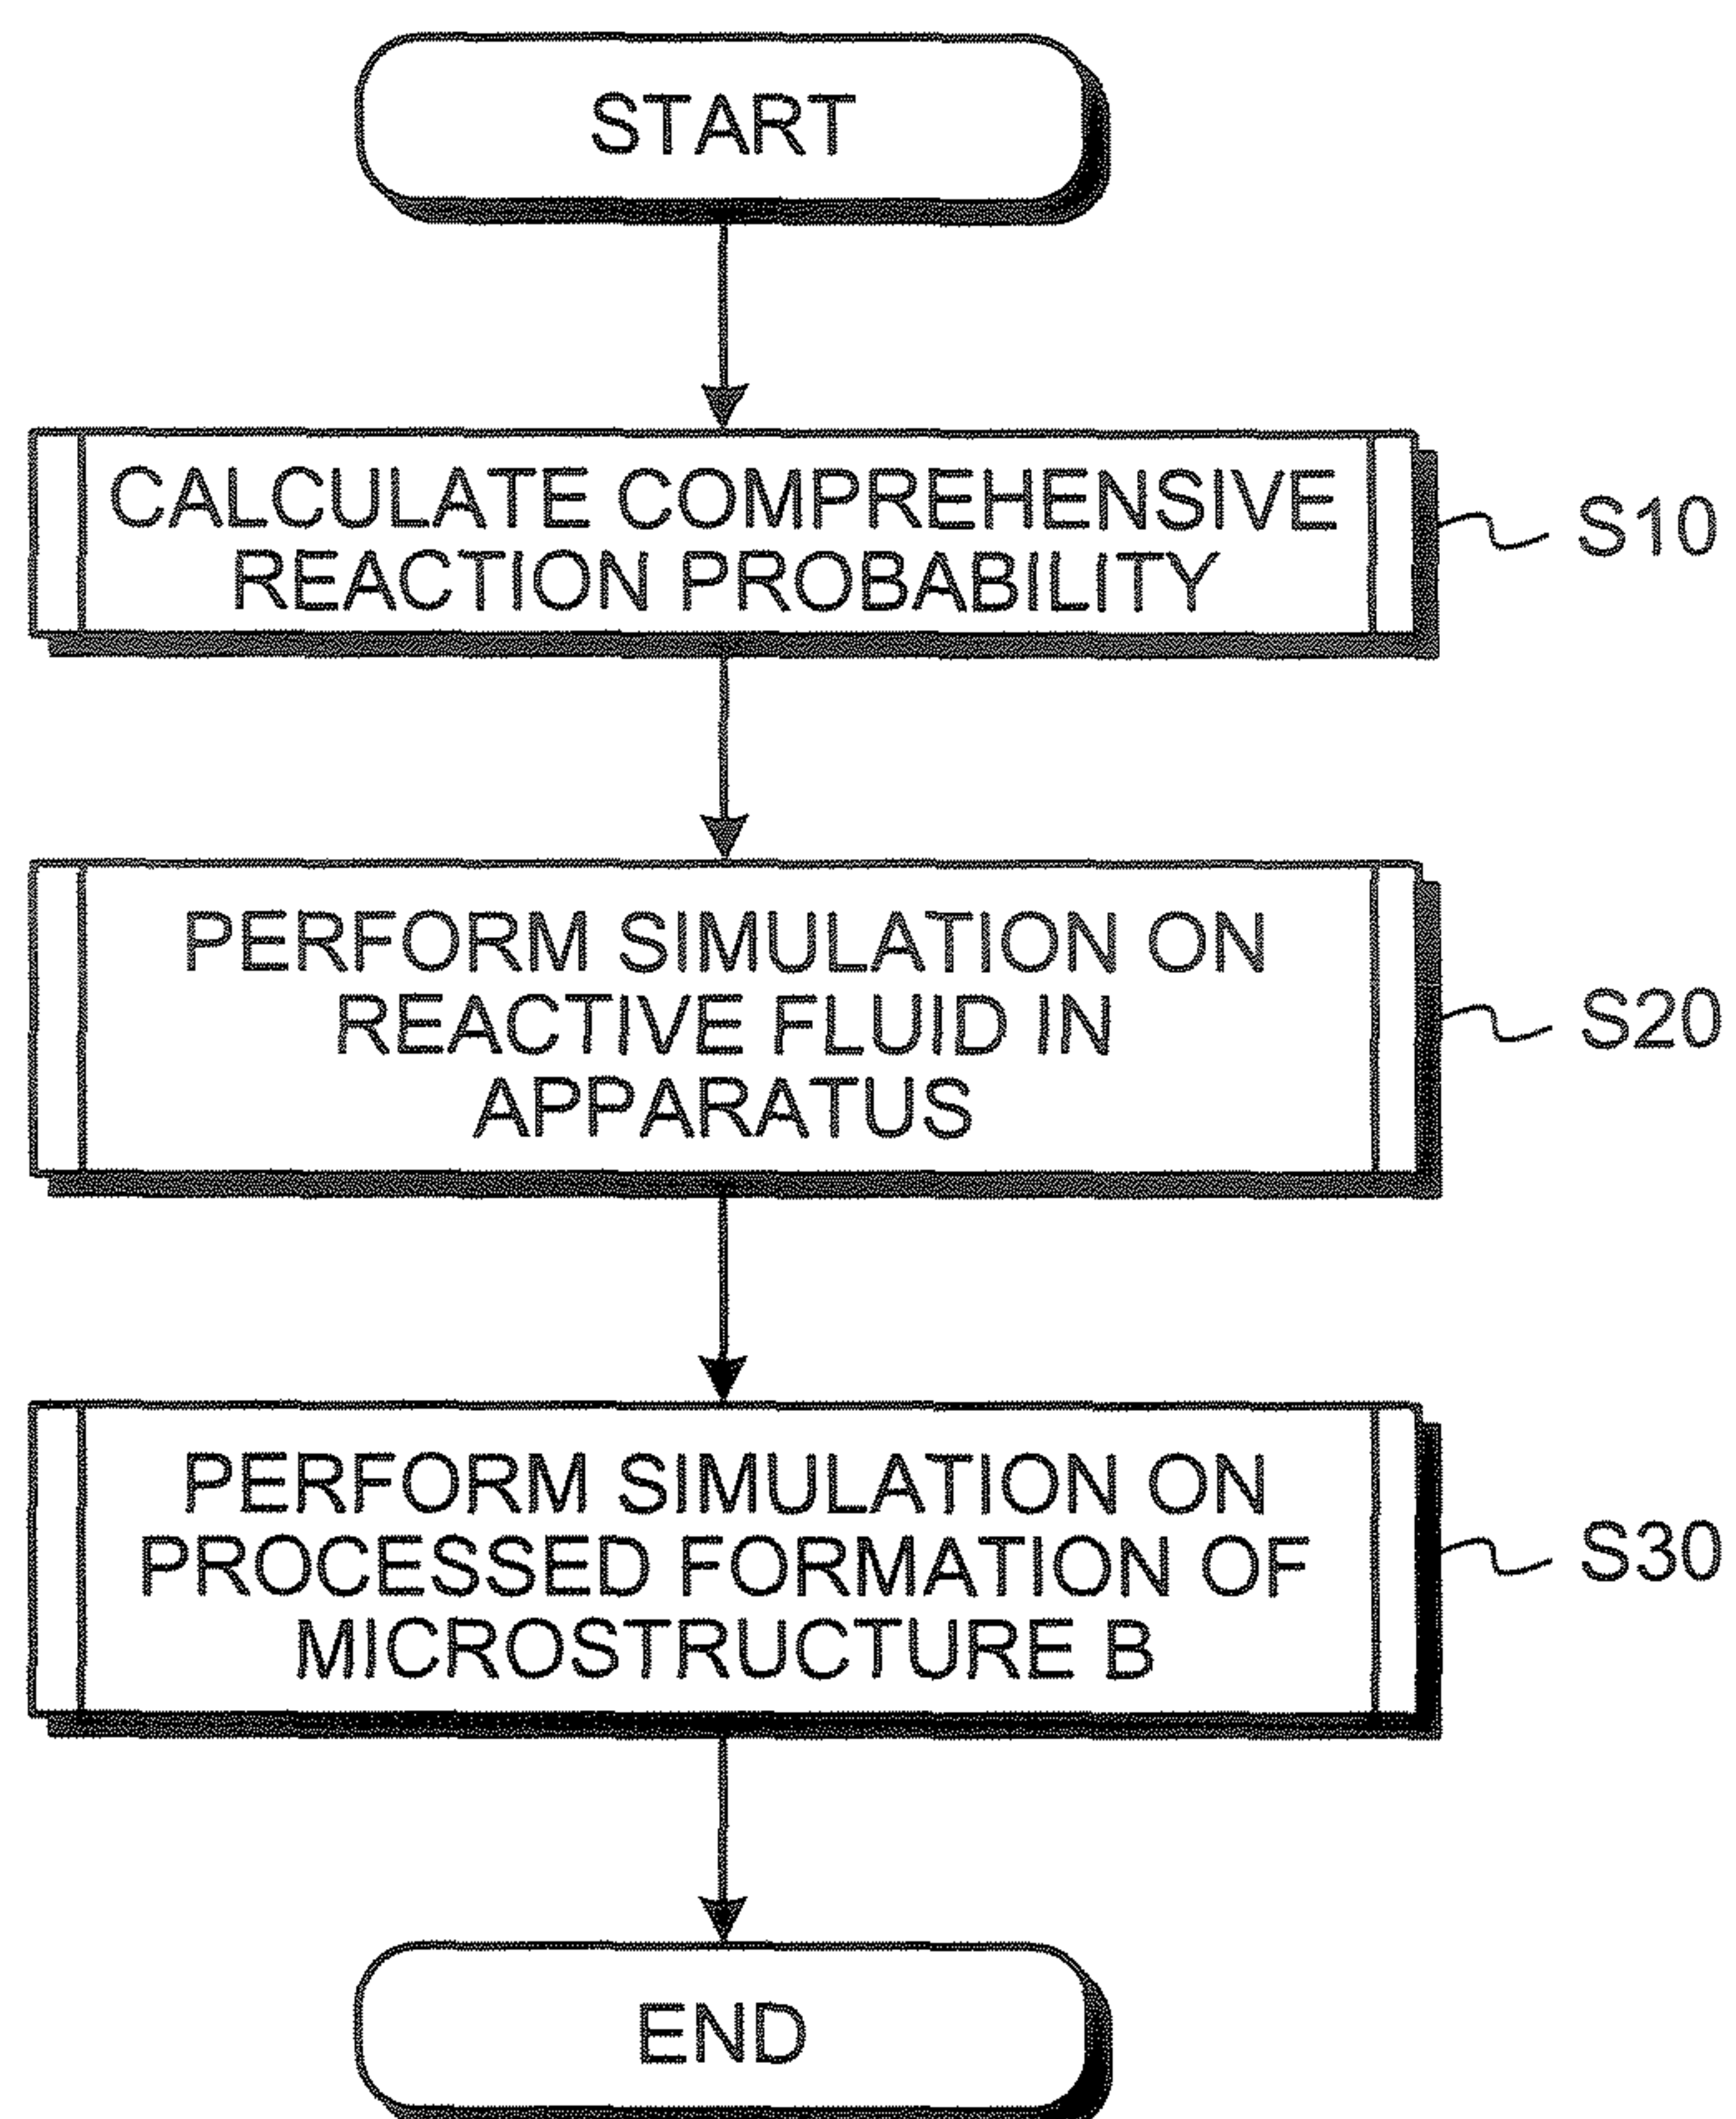 START
CALCULATE COMPREHENSIVE
REACTION PROBABILITY
S10
PERFORM SIMULATION ON
REACTIVE FLUID IN
APPARATUS
S20
PERFORM SIMULATION ON
PROCESSED FORMATION OF
MICROSTRUCTURE B
S30
END